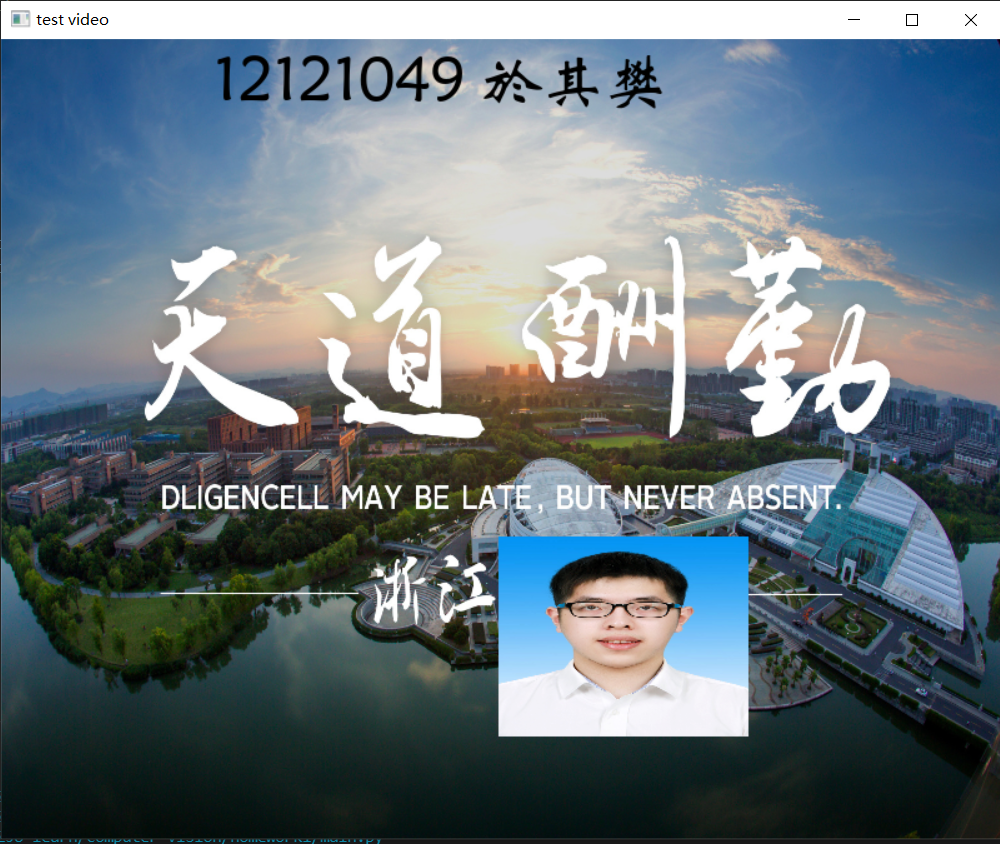 test video
12121049 於其樊
天道酬勤
DLIGENCELL MAY BE LATE, BUT NEVER ABSENT.
浙江